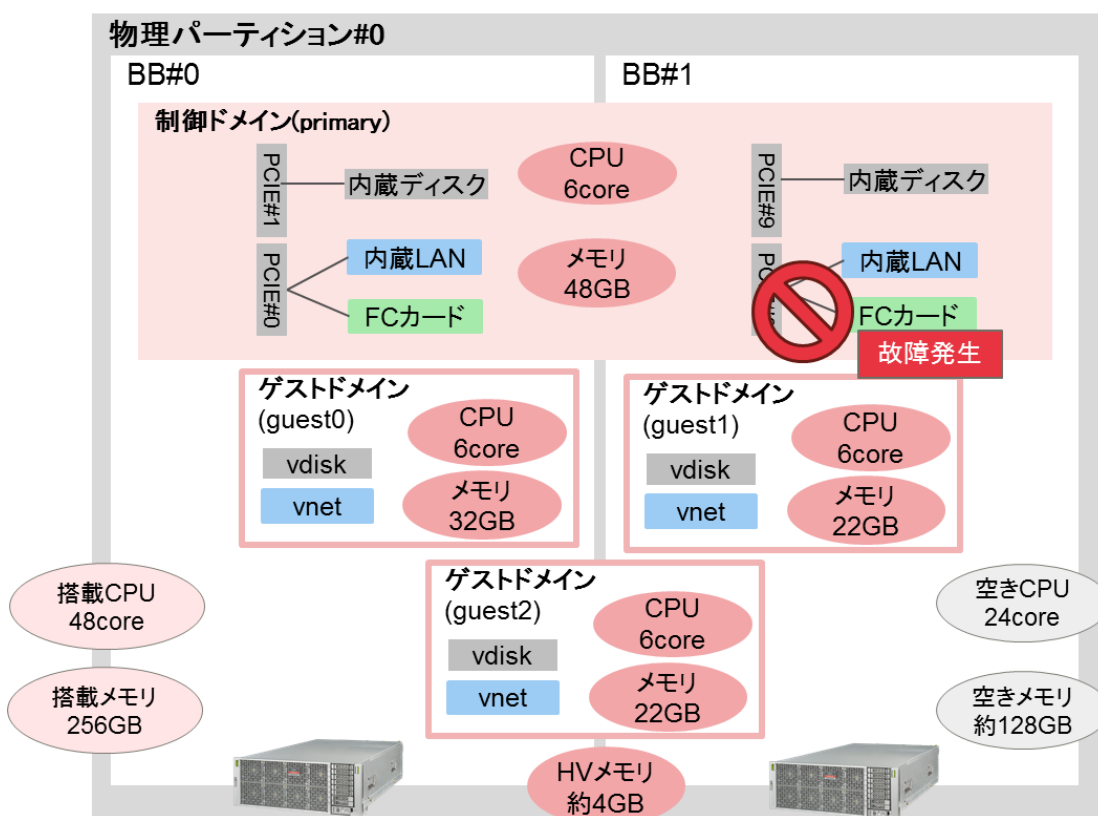 物理パーティション#0
BB#0
BB#1
制御ドメイン(primary)
PCIE#1
内蔵ディスク
CPU
6core
PCIE#9
内蔵ディスク
PCIE#0
内蔵LAN
FCカード
メモリ
48GB
内蔵LAN
FCカード
故障発生
ゲストドメイン
(guest0)
CPU
6core
vdisk
vnet
メモリ
32GB
ゲストドメイン
(guest1)
CPU
6core
vdisk
vnet
メモリ
22GB
ゲストドメイン
(guest2)
CPU
6core
vdisk
vnet
メモリ
22GB
搭載CPU
48core
搭載メモリ
256GB
空きCPU
24core
空きメモリ
約128GB
HVメモリ
約4GB